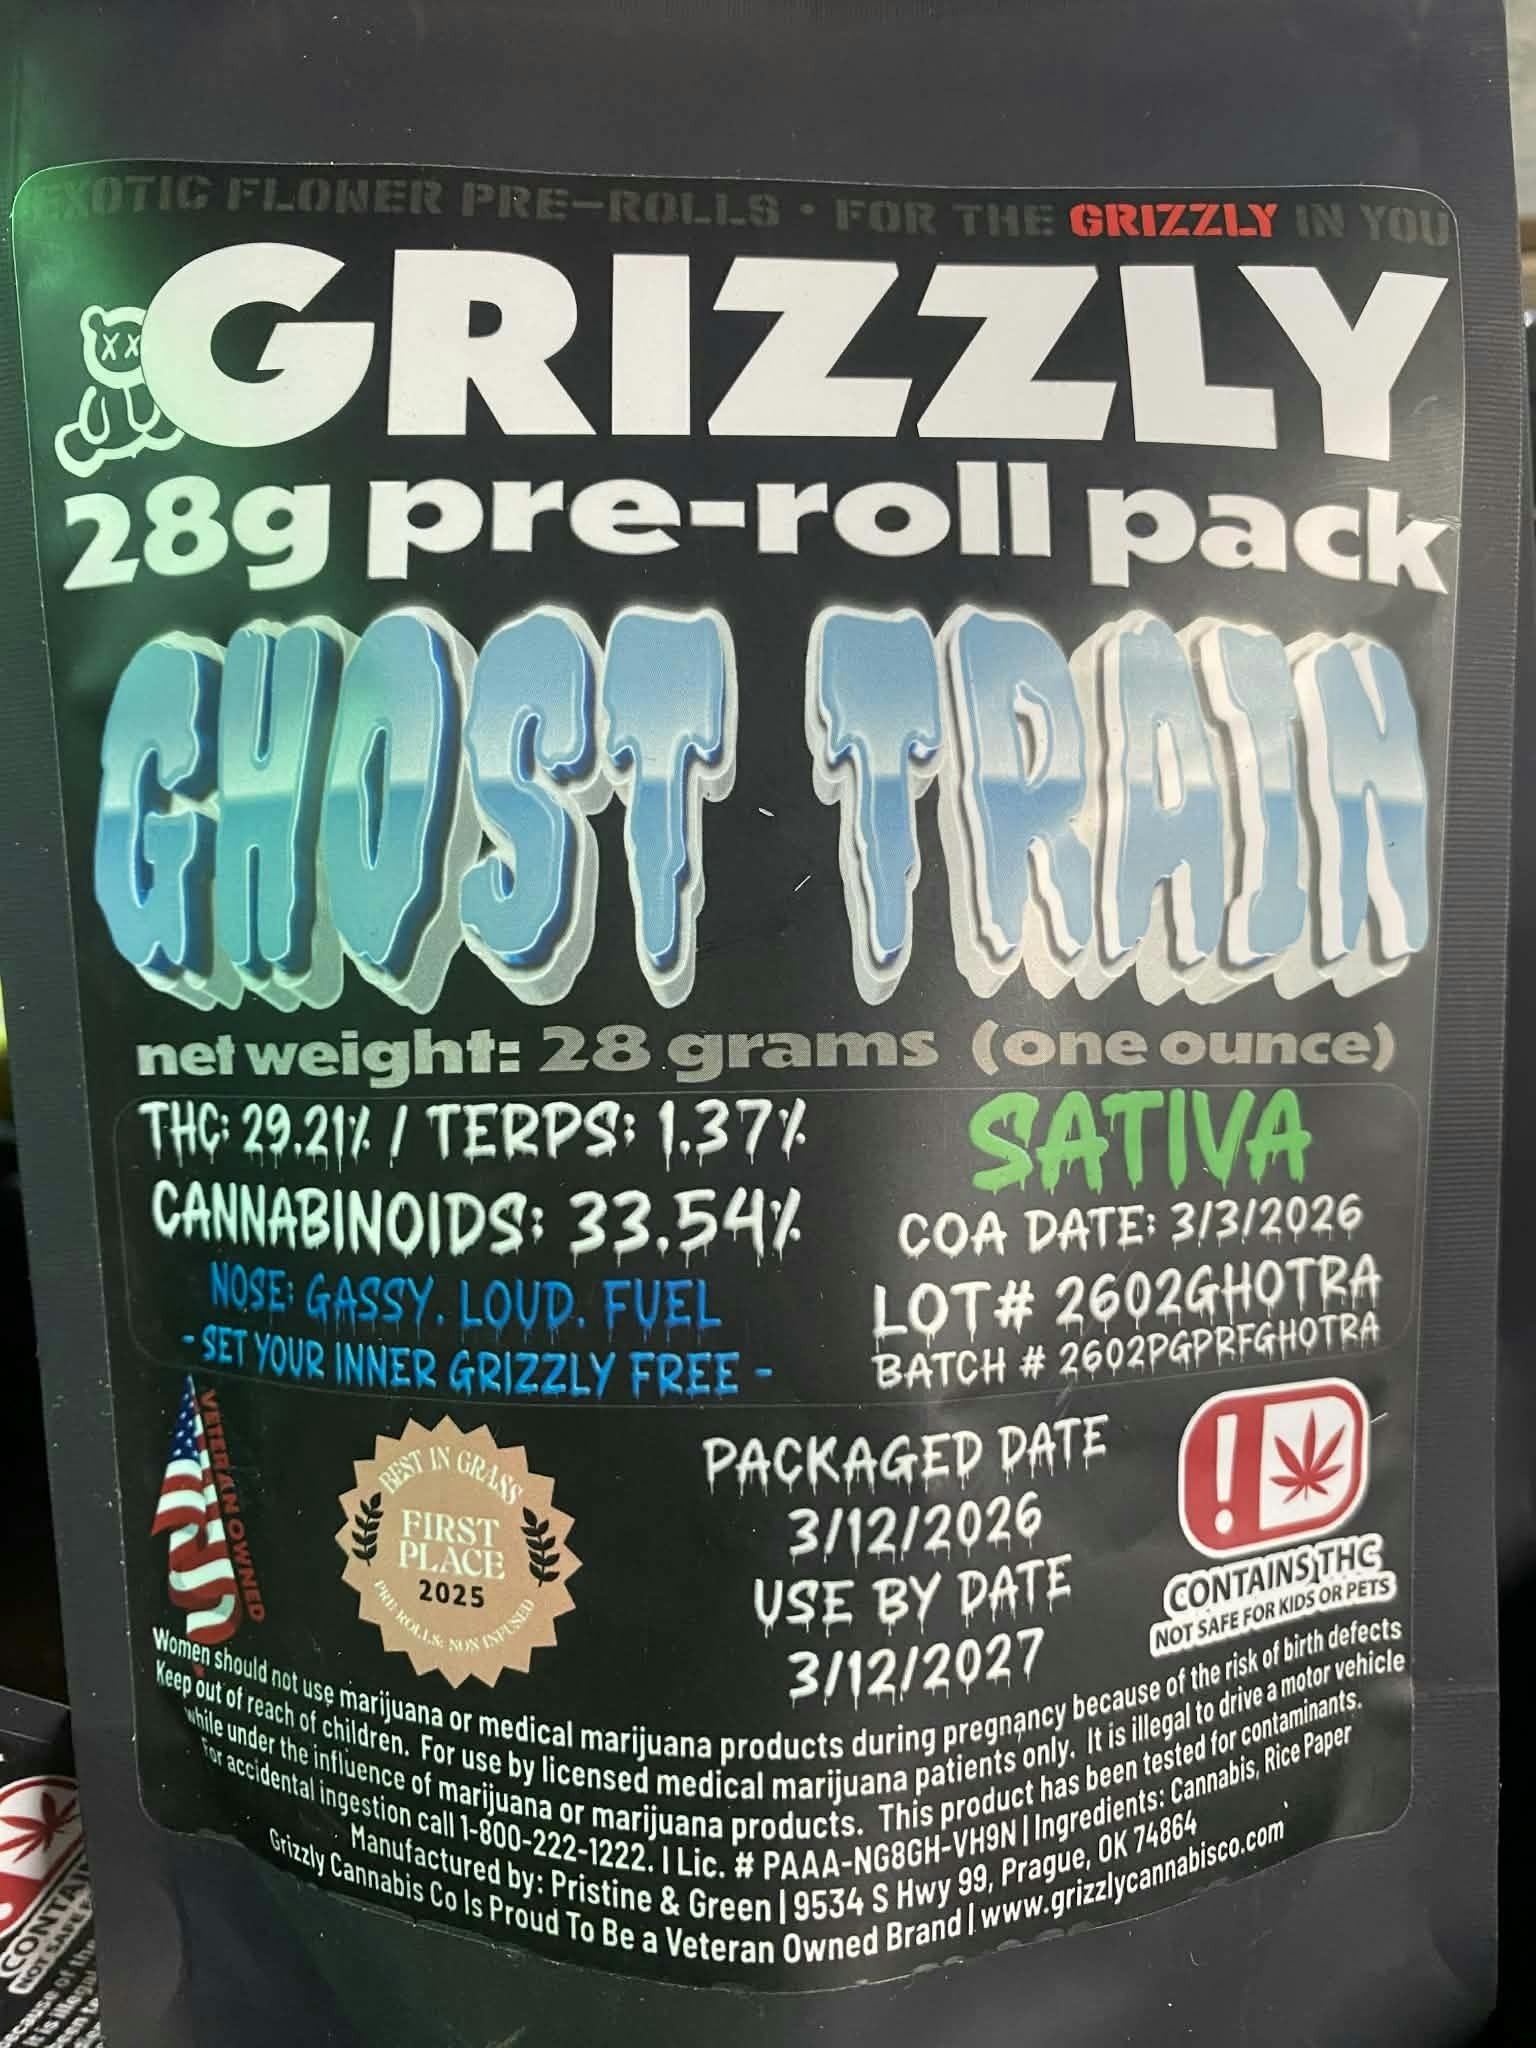 EXOTIC FLOWER PRE-ROLLS • FOR THE GRIZZLY IN YOU
GRIZZLY
28g pre-roll pack
GHOST TRAIN
net weight: 28 grams (one ounce)
THC: 29.21% / TERPS: 1.37%
CANNABINOIDS: 33.54%
NOSE: GASSY. LOUD. FUEL
- SET YOUR INNER GRIZZLY FREE -
SATIVA
COA DATE: 3/3/2026
LOT# 2602GHOTRA
BATCH # 2602PGPRFGHOTRA
VETERAN OWNED
BEST IN GRASS
FIRST
PLACE
2025
PRE ROLLS: NON INFUSED
PACKAGED DATE
3/12/2026
USE BY DATE
3/12/2027
!
CONTAINS THC
NOT SAFE FOR KIDS OR PETS
Women should not use marijuana or medical marijuana products during pregnancy because of the risk of birth defects
Keep out of reach of children. For use by licensed medical marijuana patients only. It is illegal to drive a motor vehicle
while under the influence of marijuana or marijuana products. This product has been tested for contaminants.
For accidental ingestion call 1-800-222-1222. | Lic. # PAAA-NG8GH-VH9N | Ingredients: Cannabis, Rice Paper
Manufactured by: Pristine & Green | 9534 S Hwy 99, Prague, OK 74864
Grizzly Cannabis Co Is Proud To Be a Veteran Owned Brand | www.grizzlycannabisco.com